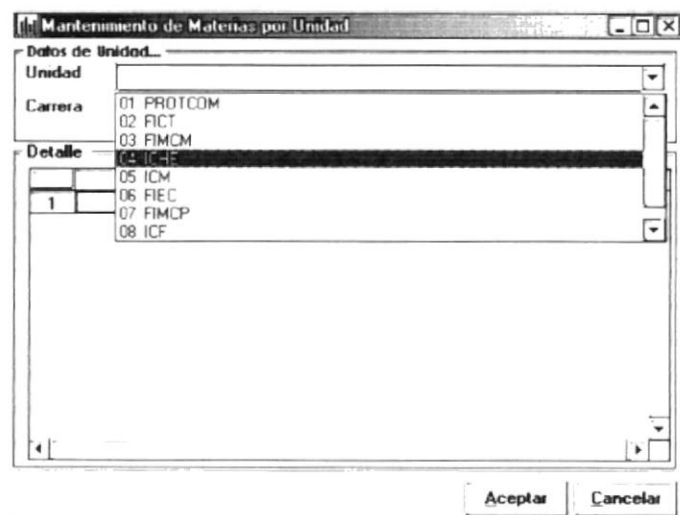 Mantenimiento de Materias por Unidad
Datos de Unidad...
Unidad
Carrera
01 PROTCOM
02 FICT
03 FIMCM
04 ICHE
05 ICM
06 FIEC
07 FIMCP
08 ICF
Detalle
1
Aceptar
Cancelar